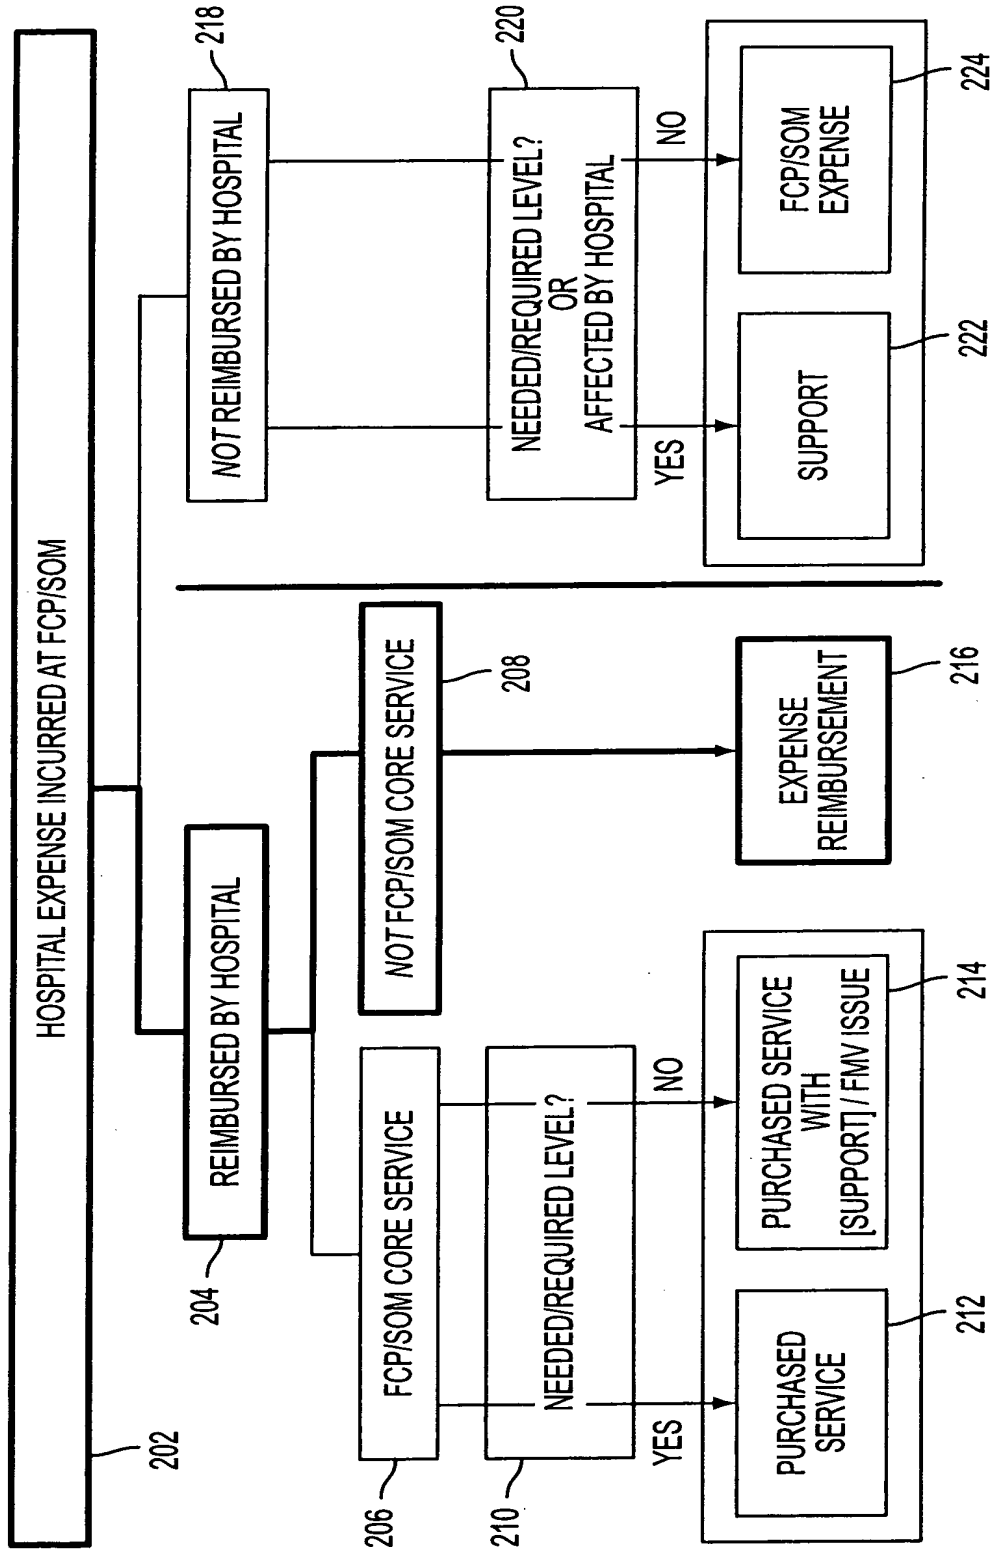 HOSPITAL EXPENSE INCURRED AT FCP/SOM
202
REIMBURSED BY HOSPITAL
204
NOT REIMBURSED BY HOSPITAL
218
FCP/SOM CORE SERVICE
206
NOT FCP/SOM CORE SERVICE
208
NEEDED/REQUIRED LEVEL?
210
NEEDED/REQUIRED LEVEL?
OR
AFFECTED BY HOSPITAL
220
YES
NO
YES
NO
PURCHASED
SERVICE
212
PURCHASED SERVICE
WITH
[SUPPORT] / FMV ISSUE
214
EXPENSE
REIMBURSEMENT
216
SUPPORT
222
FCP/SOM
EXPENSE
224